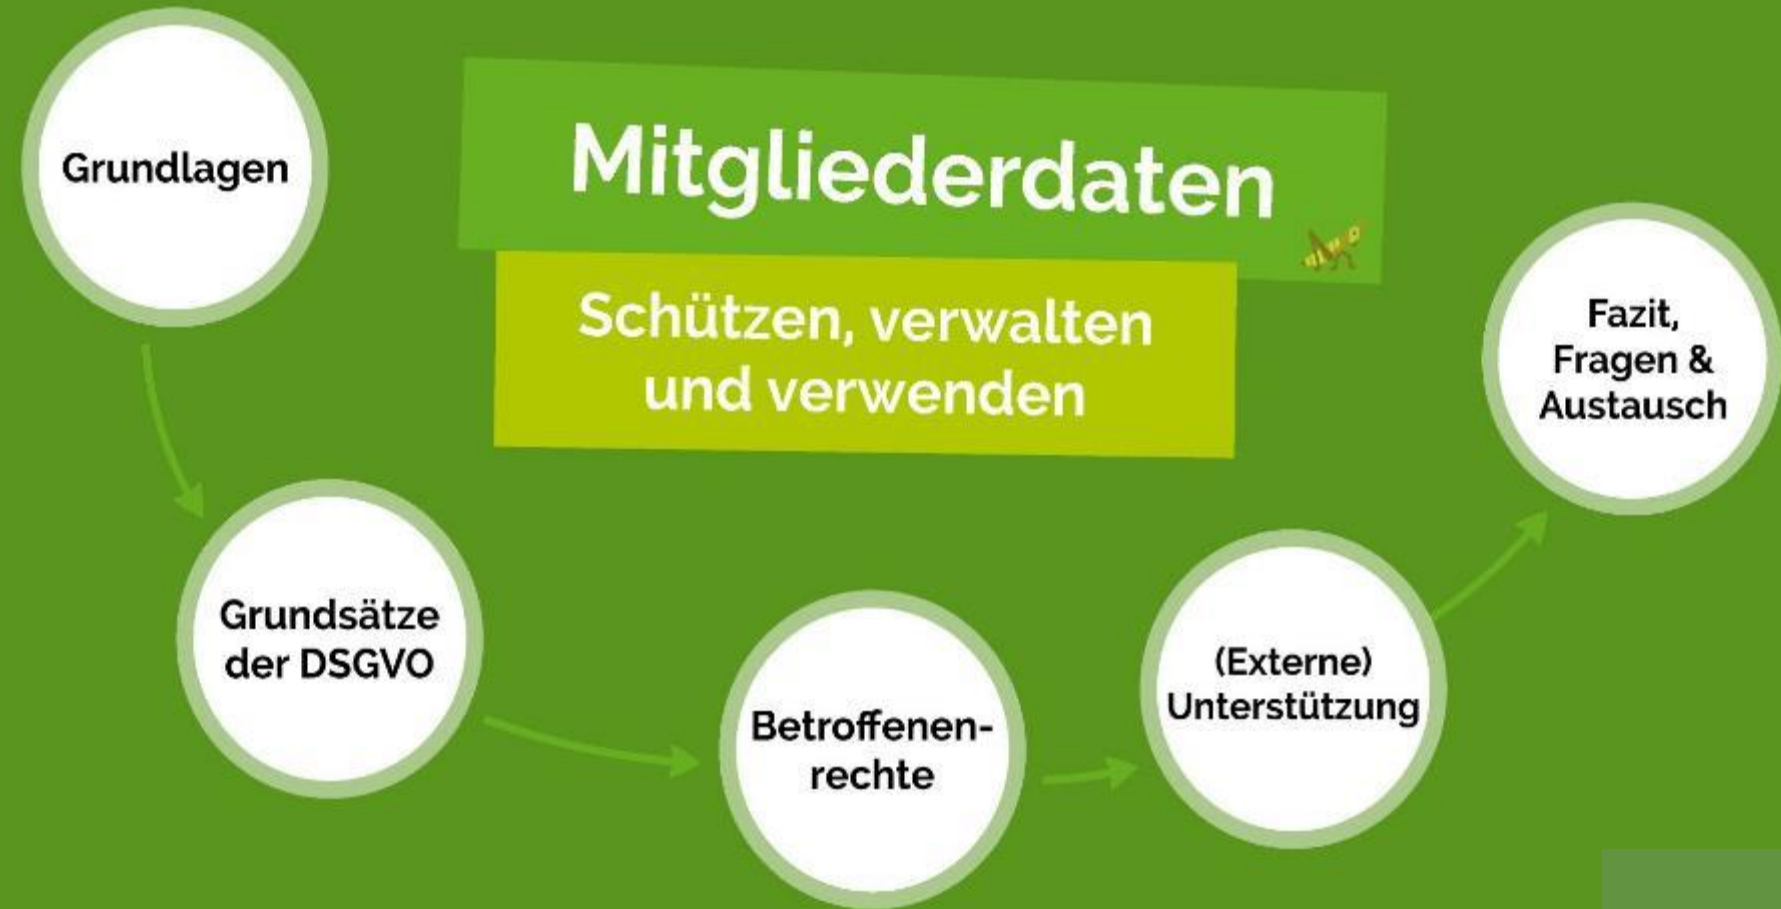 Mitgliederdaten
Schützen, verwalten
und verwenden
Grundlagen
Grundsätze
der DSGVO
Betroffenen-
rechte
(Externe)
Unterstützung
Fazit,
Fragen &
Austausch